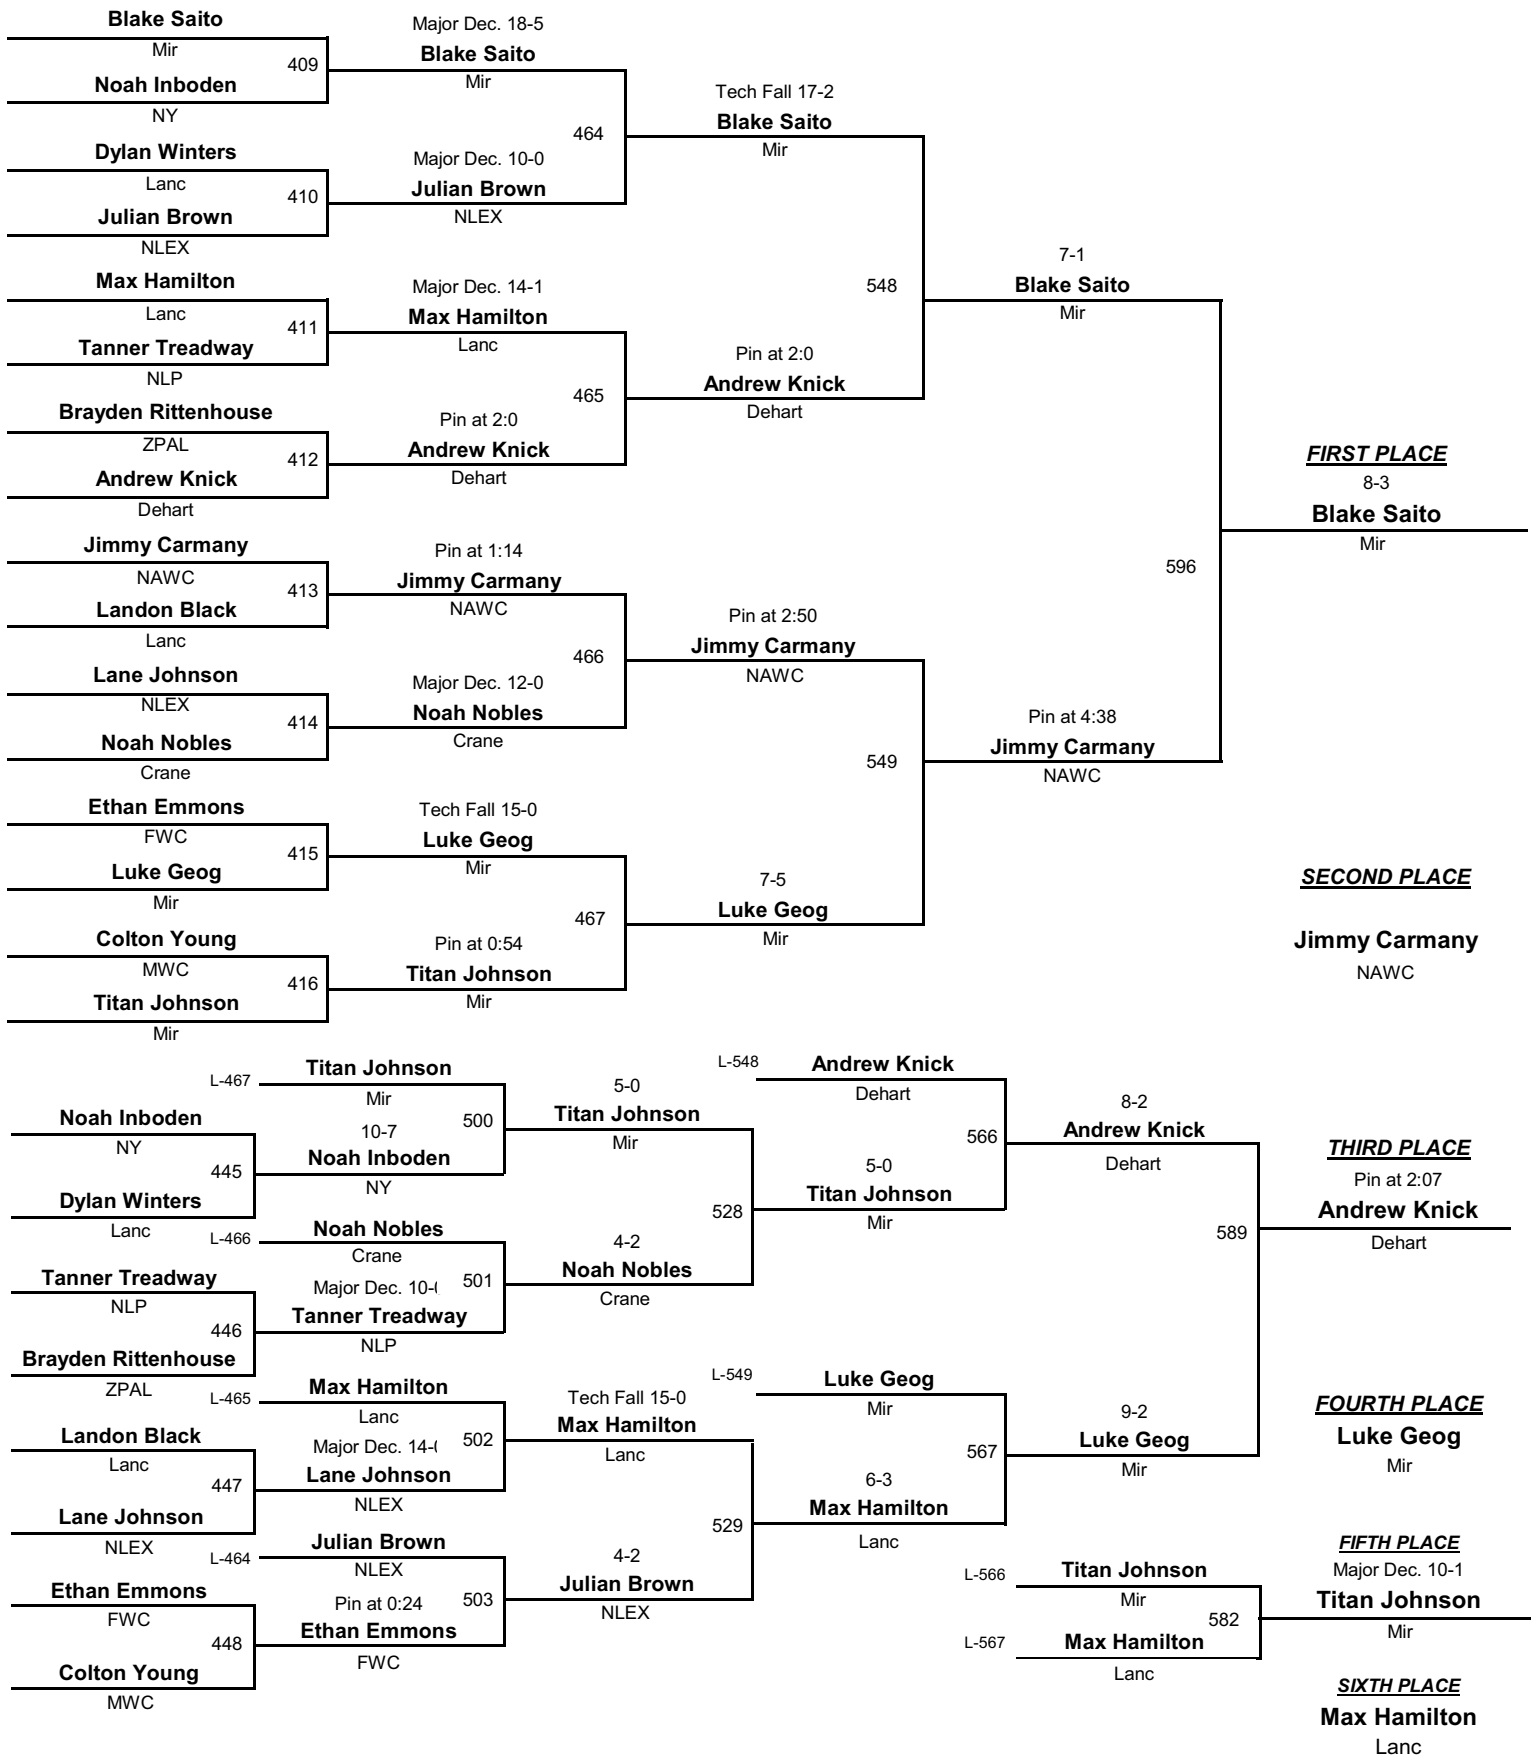 Blake Saito
Mir
409
Noah Inboden
NY
Dylan Winters
Lanc
410
Julian Brown
NLEX
Max Hamilton
Lanc
411
Tanner Treadway
NLP
Brayden Rittenhouse
ZPAL
412
Andrew Knick
Dehart
Jimmy Carmany
NAWC
413
Landon Black
Lanc
Lane Johnson
NLEX
414
Noah Nobles
Crane
Ethan Emmons
FWC
415
Luke Geog
Mir
Colton Young
MWC
416
Titan Johnson
Mir
Major Dec. 18-5
Blake Saito
Mir
464
Major Dec. 10-0
Julian Brown
NLEX
Major Dec. 14-1
Max Hamilton
Lanc
465
Pin at 2:0
Andrew Knick
Dehart
Pin at 1:14
Jimmy Carmany
NAWC
466
Major Dec. 12-0
Noah Nobles
Crane
Tech Fall 15-0
Luke Geog
Mir
467
Pin at 0:54
Titan Johnson
Mir
Tech Fall 17-2
Blake Saito
Mir
548
Pin at 2:0
Andrew Knick
Dehart
Pin at 2:50
Jimmy Carmany
NAWC
549
7-5
Luke Geog
Mir
7-1
Blake Saito
Mir
596
Pin at 4:38
Jimmy Carmany
NAWC
FIRST PLACE
8-3
Blake Saito
Mir
SECOND PLACE
Jimmy Carmany
NAWC
Noah Inboden
NY
445
Dylan Winters
Lanc
Tanner Treadway
NLP
446
Brayden Rittenhouse
ZPAL
Landon Black
Lanc
447
Lane Johnson
NLEX
Ethan Emmons
FWC
448
Colton Young
MWC
L-467
Titan Johnson
Mir
500
10-7
Noah Inboden
NY
L-466
Noah Nobles
Crane
501
Major Dec. 10-
Tanner Treadway
NLP
L-465
Max Hamilton
Lanc
502
Major Dec. 14-
Lane Johnson
NLEX
L-464
Julian Brown
NLEX
503
Pin at 0:24
Ethan Emmons
FWC
5-0
Titan Johnson
Mir
528
4-2
Noah Nobles
Crane
Tech Fall 15-0
Max Hamilton
Lanc
529
4-2
Julian Brown
NLEX
L-548
Andrew Knick
Dehart
566
5-0
Titan Johnson
Mir
L-549
Luke Geog
Mir
567
6-3
Max Hamilton
Lanc
8-2
Andrew Knick
Dehart
589
9-2
Luke Geog
Mir
THIRD PLACE
Pin at 2:07
Andrew Knick
Dehart
FOURTH PLACE
Luke Geog
Mir
L-566
Titan Johnson
Mir
582
L-567
Max Hamilton
Lanc
FIFTH PLACE
Major Dec. 10-1
Titan Johnson
Mir
SIXTH PLACE
Max Hamilton
Lanc